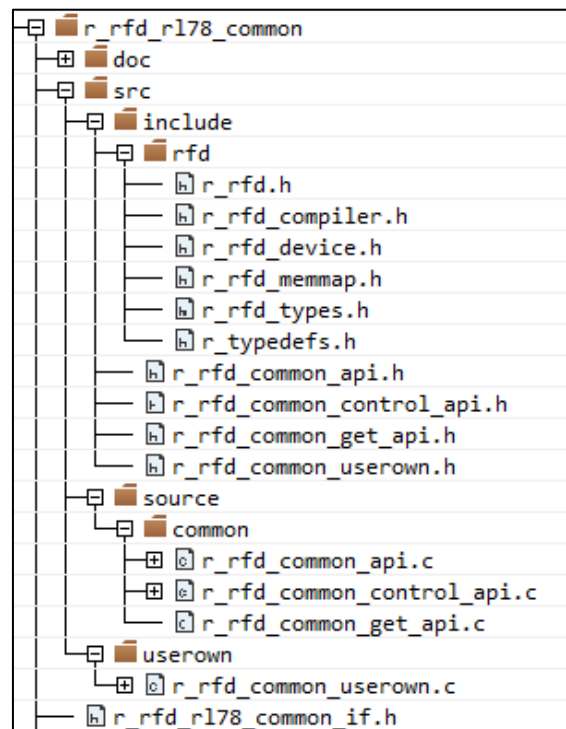 r_rfd_rl78_common
doc
src
include
rfd
r_rfd.h
r_rfd_compiler.h
r_rfd_device.h
r_rfd_memmap.h
r_rfd_types.h
r_typedefs.h
r_rfd_common_api.h
r_rfd_common_control_api.h
r_rfd_common_get_api.h
r_rfd_common_userown.h
source
common
r_rfd_common_api.c
r_rfd_common_control_api.c
r_rfd_common_get_api.c
userown
r_rfd_common_userown.c
r_rfd_rl78_common_if.h